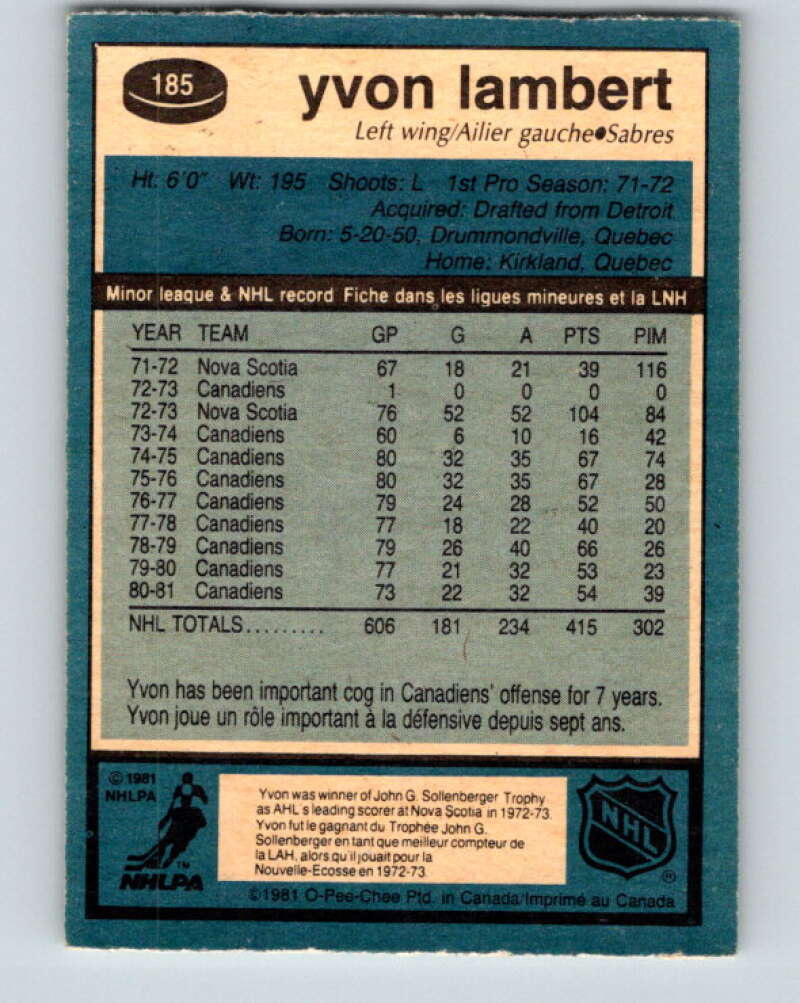 185
yvon lambert
Left wing/Ailier gauche●Sabres
Ht: 6'0" Wt: 195 Shoots: L 1st Pro Season: 71-72
Acquired: Drafted from Detroit
Born: 5-20-50, Drummondville, Quebec
Home: Kirkland, Quebec
Minor league & NHL record Fiche dans les ligues mineures et la LNH
YEAR TEAM GP G A PTS PIM
71-72 Nova Scotia 67 18 21 39 116
72-73 Canadiens 1 0 0 0 0
72-73 Nova Scotia 76 52 52 104 84
73-74 Canadiens 60 6 10 16 42
74-75 Canadiens 80 32 35 67 74
75-76 Canadiens 80 32 35 67 28
76-77 Canadiens 79 24 28 52 50
77-78 Canadiens 77 18 22 40 20
78-79 Canadiens 79 26 40 66 26
79-80 Canadiens 77 21 32 53 23
80-81 Canadiens 73 22 32 54 39
NHL TOTALS......... 606 181 234 415 302
Yvon has been important cog in Canadiens' offense for 7 years.
Yvon joue un rôle important à la défensive depuis sept ans.
© 1981
NHLPA
TM
NHLPA
Yvon was winner of John G. Sollenberger Trophy
as AHL's leading scorer at Nova Scotia in 1972-73.
Yvon fut le gagnant du Trophée John G.
Sollenberger en tant que meilleur compteur de
la LAH, alors qu'il jouait pour la
Nouvelle-Ecosse en 1972-73.
NHL
®
©1981 O-Pee-Chee Ptd. in Canada/Imprimé au Canada